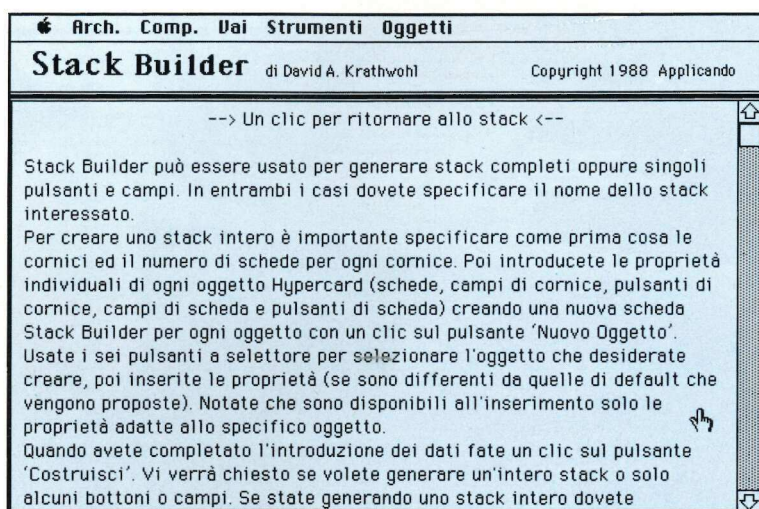 Arch. Comp. Vai Strumenti Oggetti
Stack Builder di David A. Krathwohl Copyright 1988 Applicando
--> Un clic per ritornare allo stack <--
Stack Builder può essere usato per generare stack completi oppure singoli
pulsanti e campi. In entrambi i casi dovete specificare il nome dello stack
interessato.
Per creare uno stack intero è importante specificare come prima cosa le
cornici ed il numero di schede per ogni cornice. Poi introducete le proprietà
individuali di ogni oggetto Hypercard (schede, campi di cornice, pulsanti di
cornice, campi di scheda e pulsanti di scheda) creando una nuova scheda
Stack Builder per ogni oggetto con un clic sul pulsante 'Nuovo Oggetto'.
Usate i sei pulsanti a selettore per selezionare l'oggetto che desiderate
creare, poi inserite le proprietà (se sono differenti da quelle di default che
vengono proposte). Notate che sono disponibili all'inserimento solo le
proprietà adatte allo specifico oggetto.
Quando avete completato l'introduzione dei dati fate un clic sul pulsante
'Costruisci'. Vi verrà chiesto se volete generare un'intero stack o solo
alcuni bottoni o campi. Se state generando uno stack intero dovete